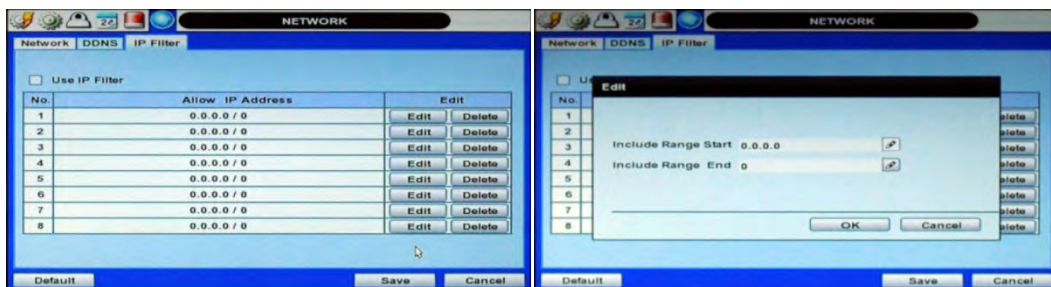 NETWORK
Network DDNS IP Filter
Use IP Filter
No. Allow IP Address Edit
1 0.0.0.0 / 0 Edit Delete
2 0.0.0.0 / 0 Edit Delete
3 0.0.0.0 / 0 Edit Delete
4 0.0.0.0 / 0 Edit Delete
5 0.0.0.0 / 0 Edit Delete
6 0.0.0.0 / 0 Edit Delete
7 0.0.0.0 / 0 Edit Delete
8 0.0.0.0 / 0 Edit Delete
Default Save Cancel
NETWORK
Network DDNS IP Filter
Edit
No.
1
2
3
4
5
6
7
8
Include Range Start 0.0.0.0
Include Range End 0
OK Cancel
Default Save Cancel